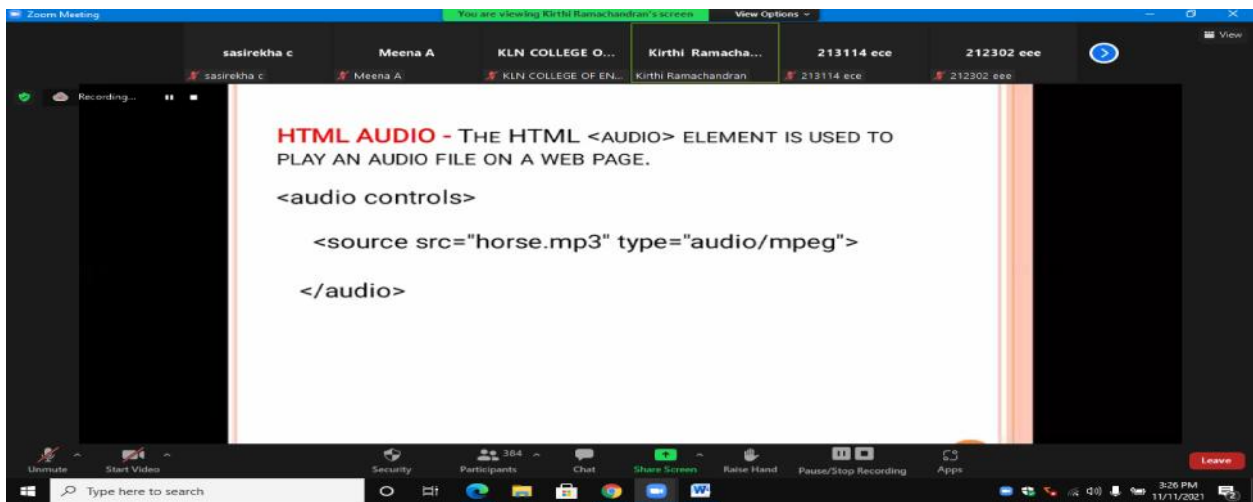 Zoom Meeting
You are viewing Kirthi Ramachandran's screen
View Options
View
sasirekha c
Meena A
KLN COLLEGE O...
Kirthi Ramacha...
213114 ece
212302 eee
sasirekha c
Meena A
KLN COLLEGE OF EN...
Kirthi Ramachandran
213114 ece
212302 eee
Recording...
HTML AUDIO - THE HTML <AUDIO> ELEMENT IS USED TO
PLAY AN AUDIO FILE ON A WEB PAGE.
<audio controls>
<source src="horse.mp3" type="audio/mpeg">
</audio>
Unmute
Start Video
Security
Participants
384
Chat
Share Screen
Raise Hand
Pause/Stop Recording
Apps
Leave
Type here to search
3:26 PM
11/11/2021